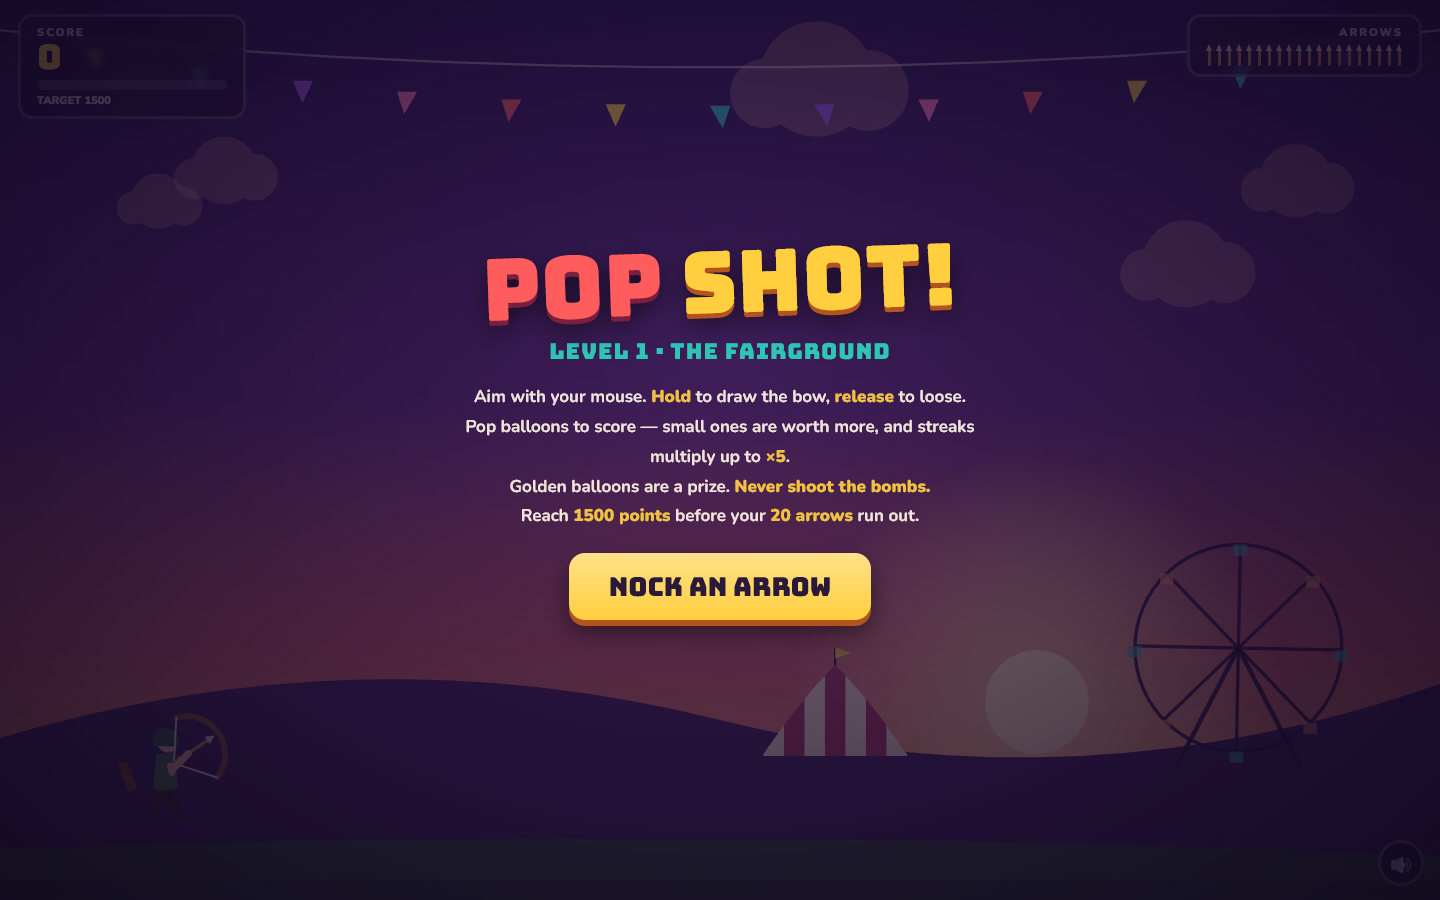 SCORE
0
TARGET 1500
ARROWS
POP SHOT!
LEVEL 1 • THE FAIRGROUND
Aim with your mouse. Hold to draw the bow, release to loose.
Pop balloons to score — small ones are worth more, and streaks
multiply up to ×5.
Golden balloons are a prize. Never shoot the bombs.
Reach 1500 points before your 20 arrows run out.
NOCK AN ARROW